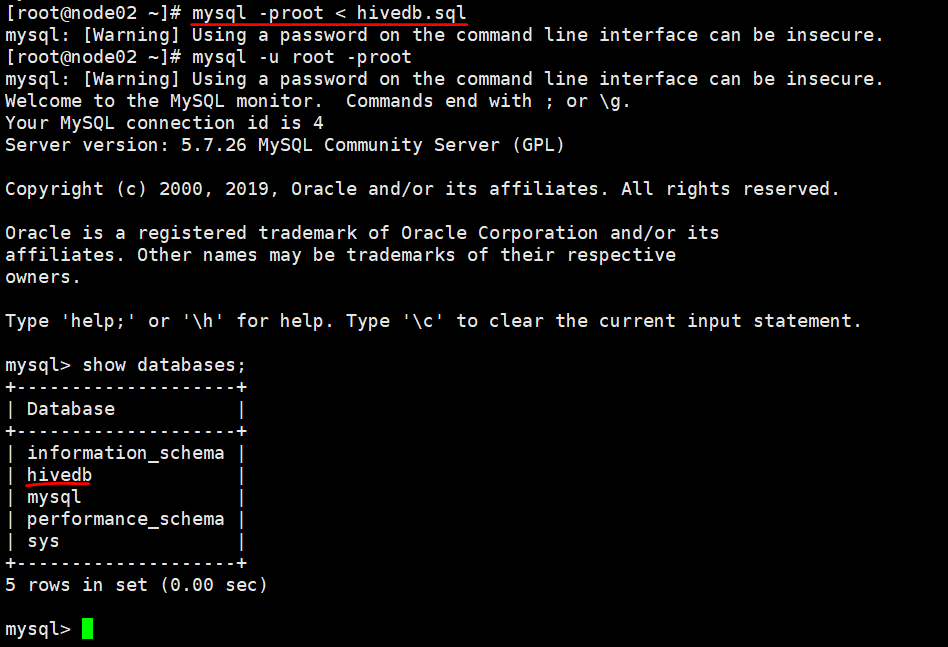 [root@node02 ~]# mysql -proot < hivedb.sql
mysql: [Warning] Using a password on the command line interface can be insecure.
[root@node02 ~]# mysql -u root -proot
mysql: [Warning] Using a password on the command line interface can be insecure.
Welcome to the MySQL monitor.  Commands end with ; or \g.
Your MySQL connection id is 4
Server version: 5.7.26 MySQL Community Server (GPL)

Copyright (c) 2000, 2019, Oracle and/or its affiliates. All rights reserved.

Oracle is a registered trademark of Oracle Corporation and/or its
affiliates. Other names may be trademarks of their respective
owners.

Type 'help;' or '\h' for help. Type '\c' to clear the current input statement.

mysql> show databases;
+--------------------+
| Database           |
+--------------------+
| information_schema |
| hivedb             |
| mysql              |
| performance_schema |
| sys                |
+--------------------+
5 rows in set (0.00 sec)

mysql>